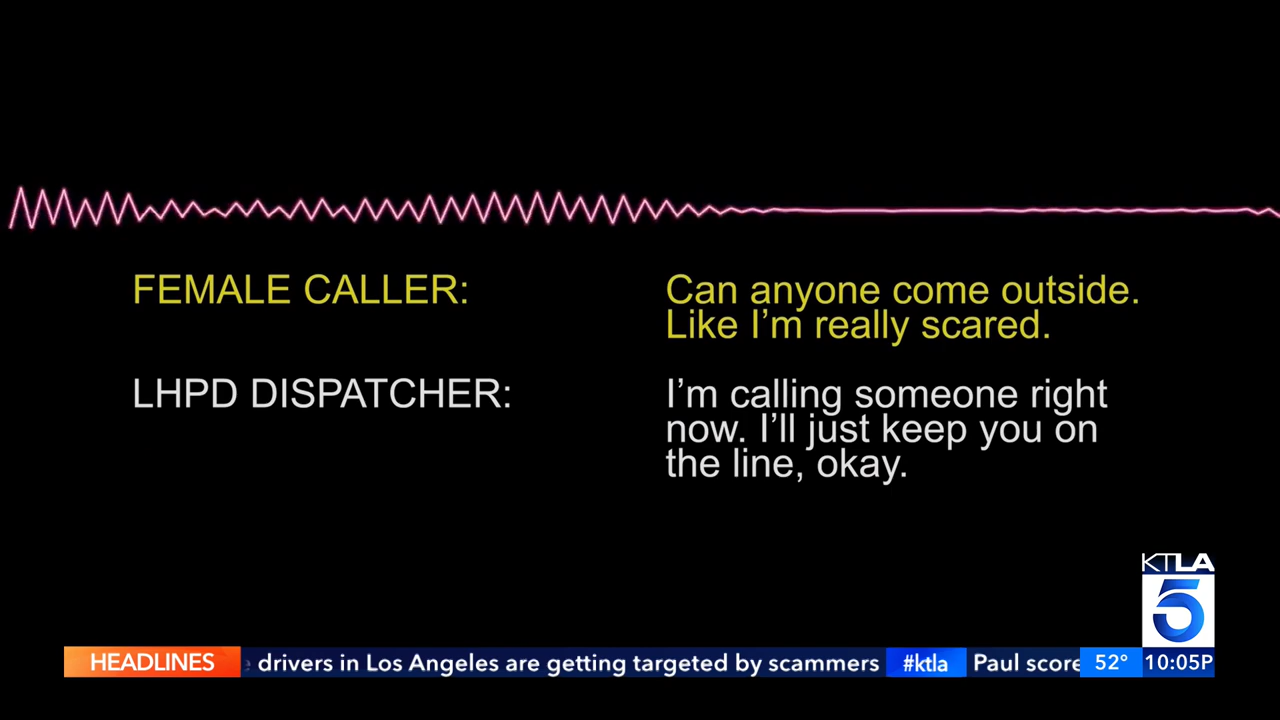 FEMALE CALLER:
Can anyone come outside.
Like I'm really scared.
LHPD DISPATCHER:
I'm calling someone right
now. I'll just keep you on
the line, okay.
KTLA
5
HEADLINES
drivers in Los Angeles are getting targeted by scammers #ktla Paul score
52° 10:05P